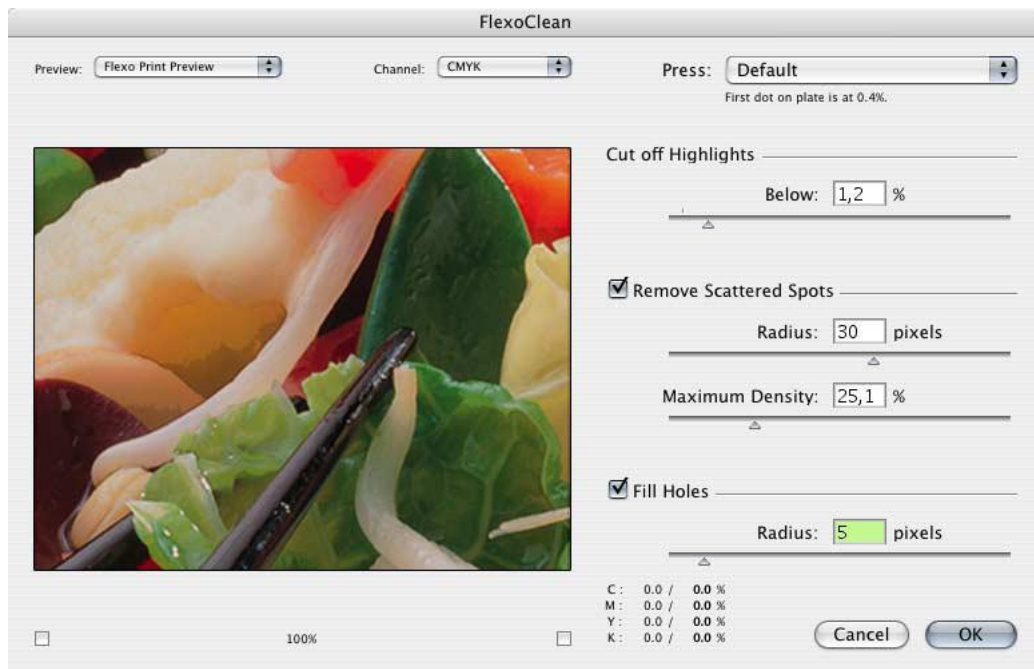 FlexoClean
Preview: Flexo Print Preview Channel: CMYK Press: Default
First dot on plate is at 0.4%.
Cut off Highlights
Below: 1,2 %
Remove Scattered Spots
Radius: 30 pixels
Maximum Density: 25,1 %
Fill Holes
Radius: 5 pixels
C: 0.0 / 0.0 %
M: 0.0 / 0.0 %
Y: 0.0 / 0.0 %
K: 0.0 / 0.0 %
100%
Cancel OK